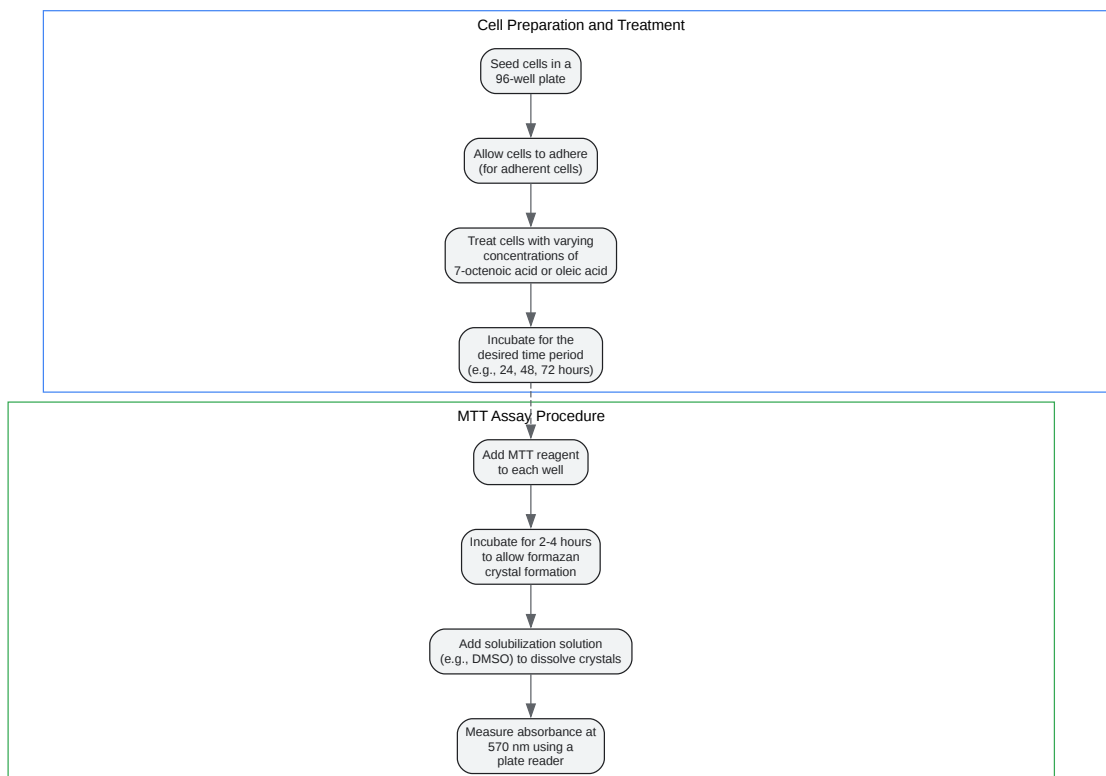 Cell Preparation and Treatment
Seed cells in a
96-well plate
Allow cells to adhere
(for adherent cells)
Treat cells with varying
concentrations of
7-octenoic acid or oleic acid
Incubate for the
desired time period
(e.g., 24, 48, 72 hours)
MTT Assay Procedure
Add MTT reagent
to each well
Incubate for 2-4 hours
to allow formazan
crystal formation
Add solubilization solution
(e.g., DMSO) to dissolve crystals
Measure absorbance at
570 nm using a
plate reader